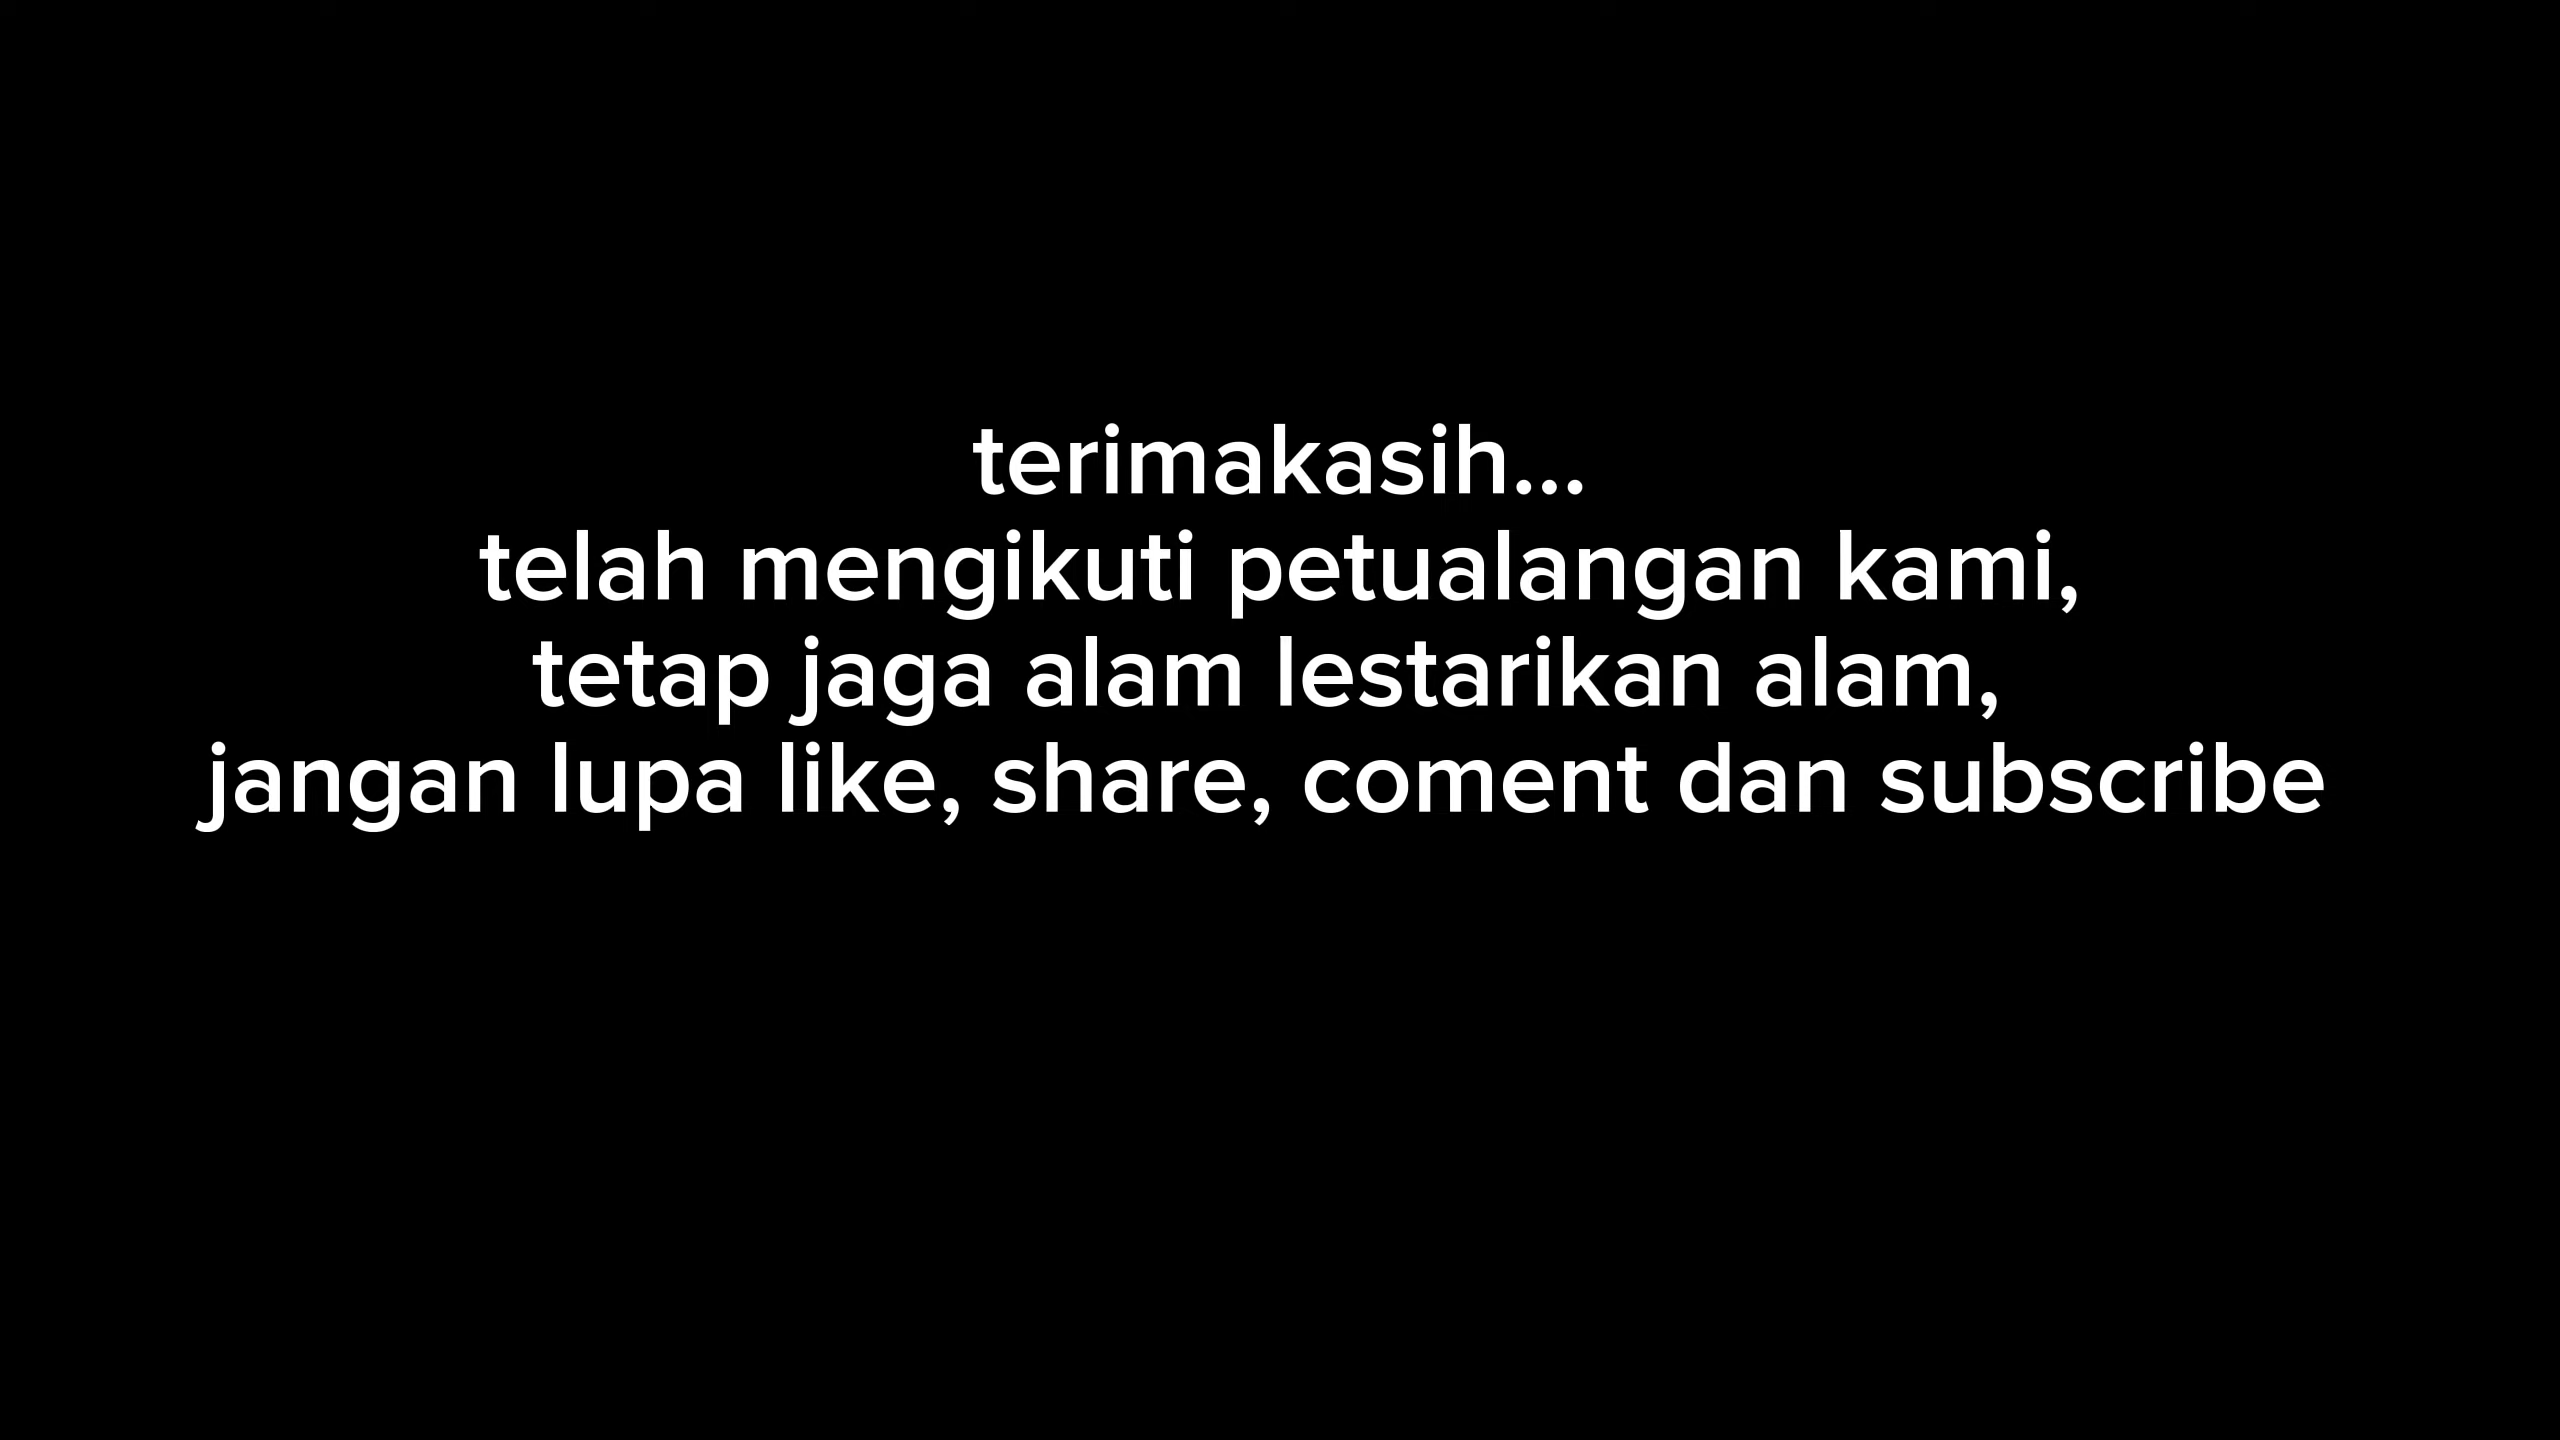 terimakasih...
telah mengikuti petualangan kami,
tetap jaga alam lestarikan alam,
jangan lupa like, share, coment dan subscribe